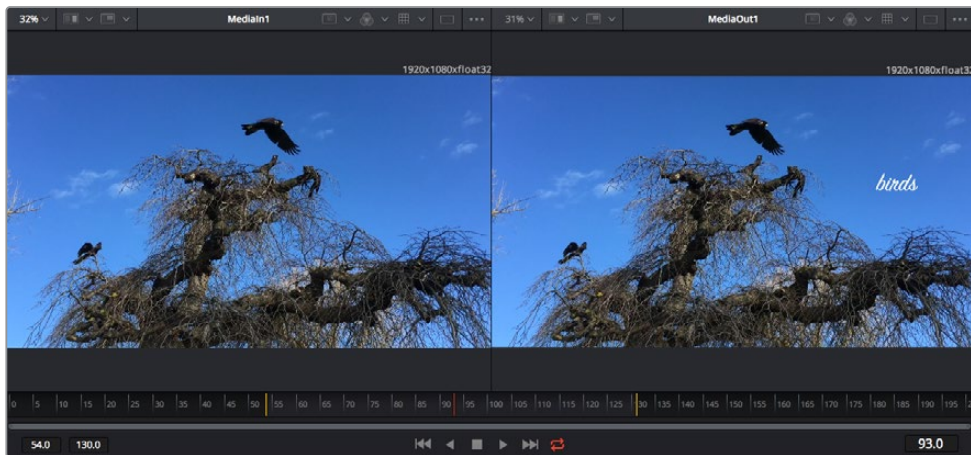 32% MediaIn1 31% MediaOut1
1920x1080xfloat32 1920x1080xfloat32
birds
0 5 10 15 20 25 30 35 40 45 50 55 60 65 70 75 80 85 90 95 100 105 110 115 120 125 130 135 140 145 150 155 160 165 170 175 180 185 190 195
54.0 130.0 93.0